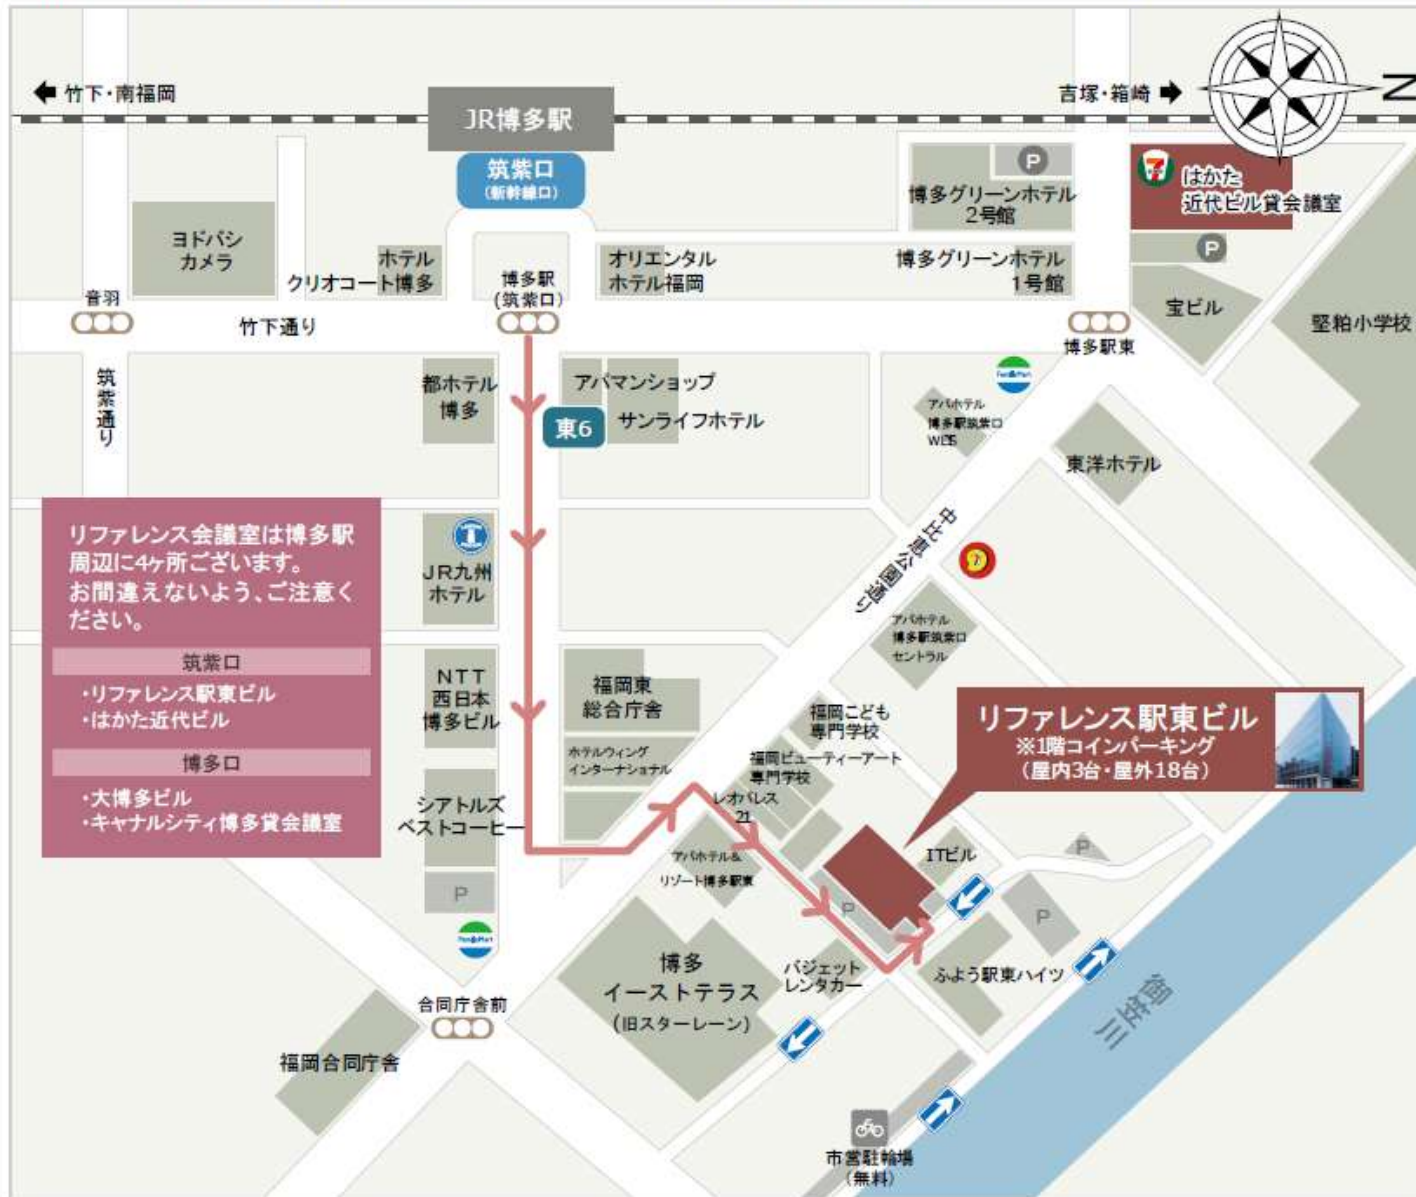 竹下・南福岡
吉塚・箱崎
N
JR博多駅
筑紫口
(新幹線口)
P
博多グリーンホテル
2号館
はかた
近代ビル貸会議室
P
ヨドバシ
カメラ
ホテル
クリオコート博多
博多駅
(筑紫口)
オリエンタル
ホテル福岡
博多グリーンホテル
1号館
宝ビル
堅粕小学校
音羽
竹下通り
博多駅東
筑紫通り
都ホテル
博多
アパマンショップ
東6
サンライフホテル
FamilyMart
アパホテル
博多駅筑紫口
WEIS
東洋ホテル
中比恵公園通り
リファレンス会議室は博多駅
周辺に4ヶ所ございます。
お間違えないよう、ご注意く
ださい。
筑紫口
・リファレンス駅東ビル
・はかた近代ビル
博多口
・大博多ビル
・キャナルシティ博多貸会議室
JR九州
ホテル
アパホテル
博多駅筑紫口
セントラル
NTT
西日本
博多ビル
福岡東
総合庁舎
ホテルウィング
インターナショナル
福岡こども
専門学校
福岡ビューティーアート
専門学校
レオパレス
21
リファレンス駅東ビル
※1階コインパーキング
(屋内3台・屋外18台)
シアトルズ
ベストコーヒー
P
FamilyMart
アパホテル&
リゾート博多駅東
ITビル
P
P
P
博多
イーストテラス
(旧スターレーン)
バジェット
レンタカー
ふよう駅東ハイツ
御笠川
合同庁舎前
福岡合同庁舎
市営駐輪場
(無料)